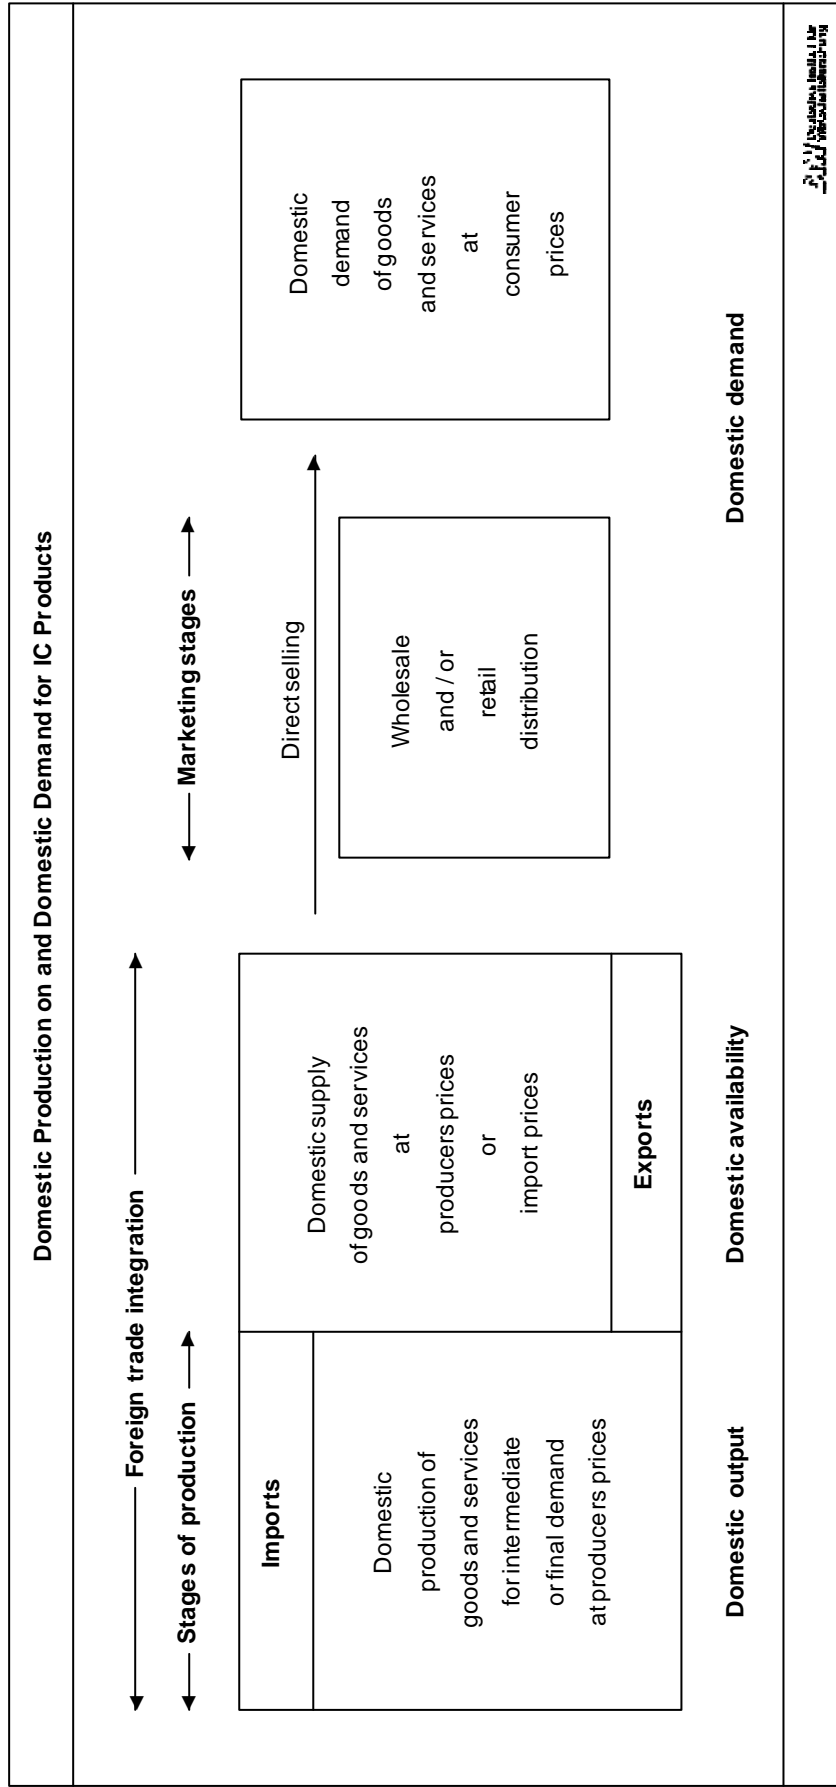 Domestic Production on and Domestic Demand for IC Products
Foreign trade integration
Stages of production
Marketing stages
Imports
Domestic
production of
goods and services
for intermediate
or final demand
at producers prices
Domestic supply
of goods and services
at
producers prices
or
import prices
Exports
Direct selling
Wholesale
and / or
retail
distribution
Domestic
demand
of goods
and services
at
consumer
prices
Domestic output
Domestic availability
Domestic demand